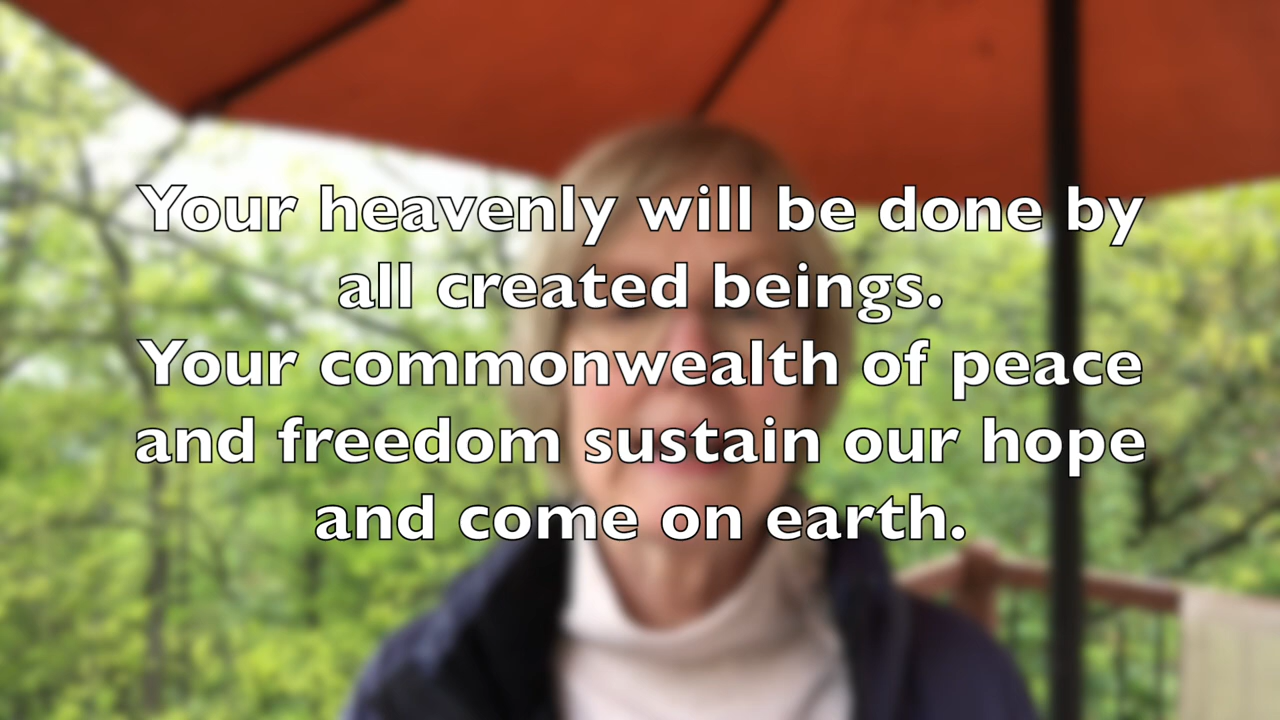 Your heavenly will be done by
all created beings.
Your commonwealth of peace
and freedom sustain our hope
and come on earth.